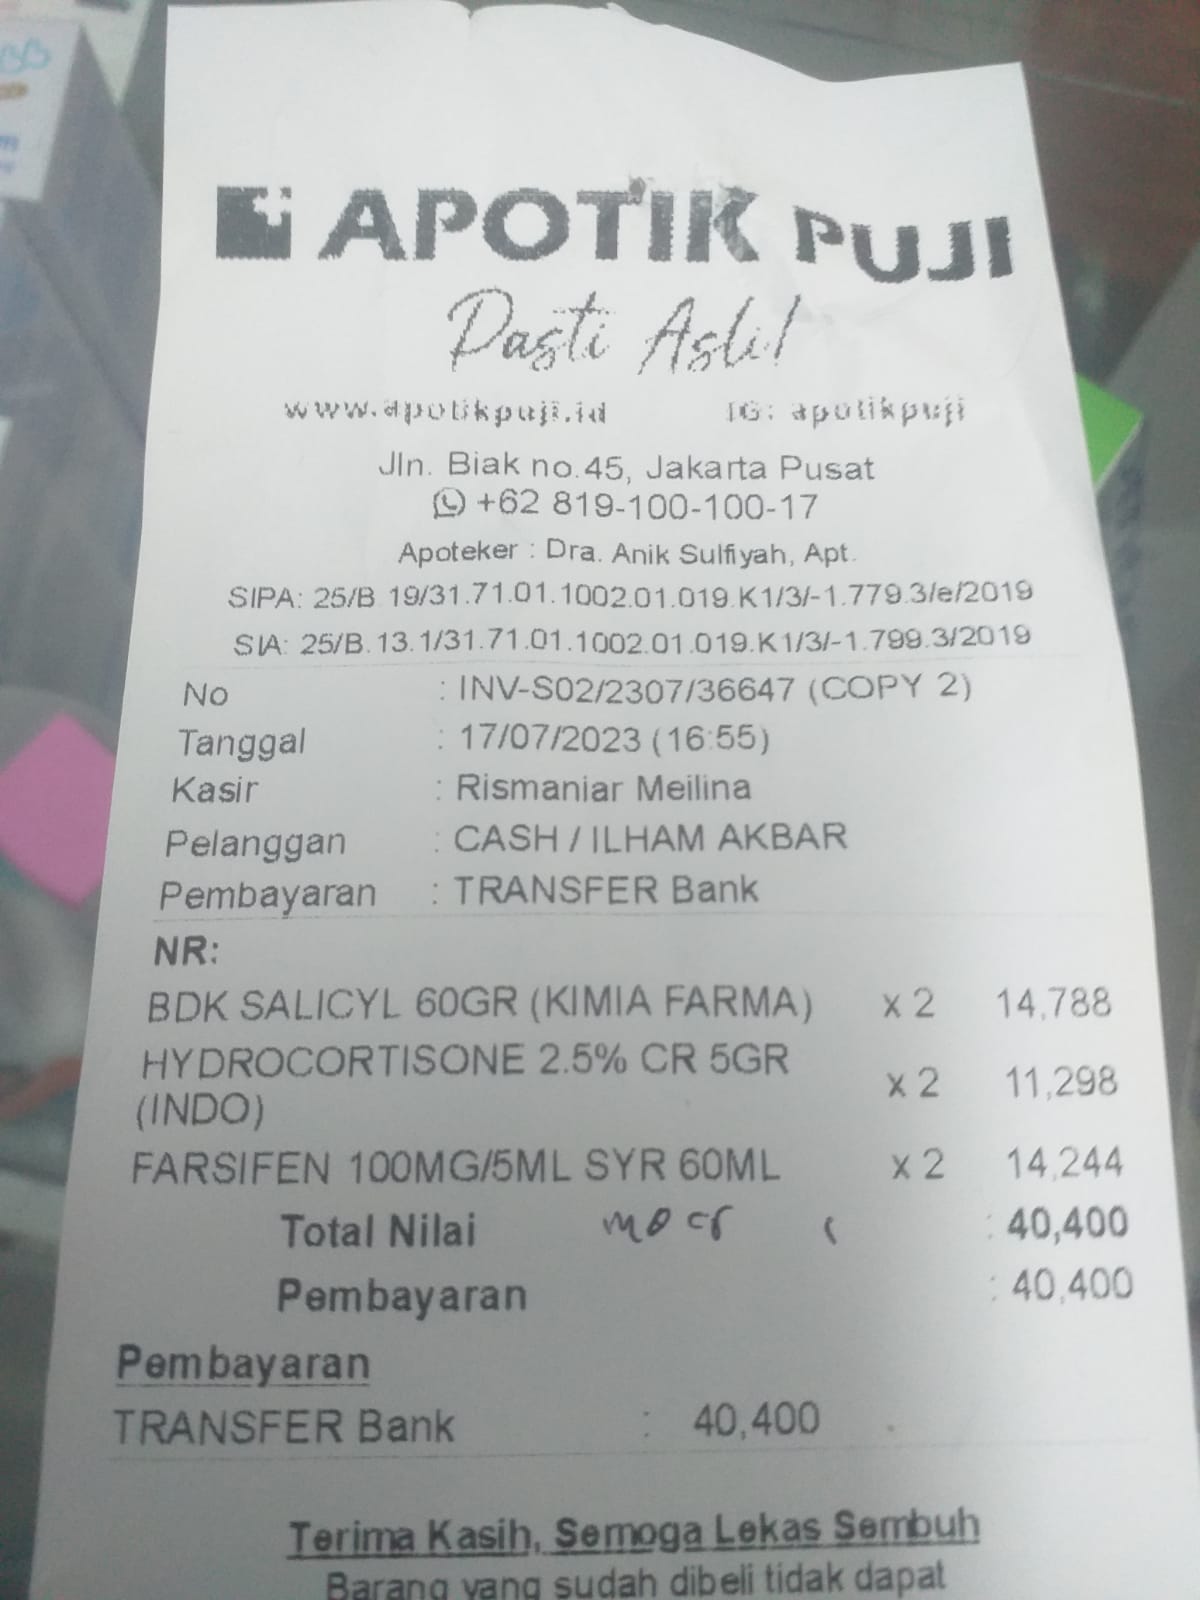 APOTIK PUJI
Pasti Asli!
www.apotikpuji.id IG: apotikpuji
Jln. Biak no.45, Jakarta Pusat
+62 819-100-100-17
Apoteker : Dra. Anik Sulfiyah, Apt.
SIPA: 25/B 19/31.71.01.1002.01.019.K1/3/-1.779.3/e/2019
SIA: 25/B.13.1/31.71.01.1002.01.019.K1/3/-1.799.3/2019
No : INV-S02/2307/36647 (COPY 2)
Tanggal : 17/07/2023 (16:55)
Kasir : Rismaniar Meilina
Pelanggan : CASH / ILHAM AKBAR
Pembayaran : TRANSFER Bank
NR:
BDK SALICYL 60GR (KIMIA FARMA) x 2 14,788
HYDROCORTISONE 2.5% CR 5GR
(INDO) x 2 11,298
FARSIFEN 100MG/5ML SYR 60ML x 2 14,244
Total Nilai : 40,400
Pembayaran : 40,400
Pembayaran
TRANSFER Bank : 40,400
Terima Kasih, Semoga Lekas Sembuh
Barang yang sudah dibeli tidak dapat